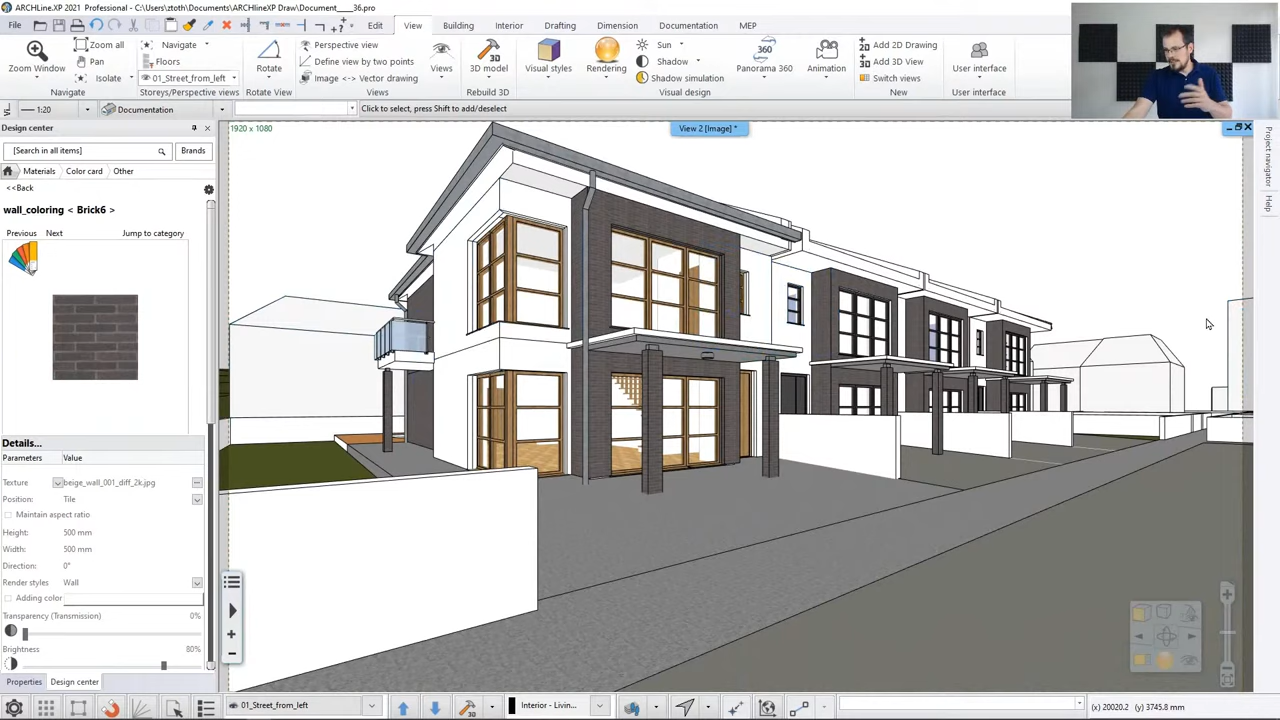 ARCHLine.XP 2021 Professional - C:\Users\ztoth\Documents\ARCHlineXP Draw\Document____36.pro
File Edit View Building Interior Drafting Dimension Documentation MEP
Zoom Window
Zoom all
Pan
Isolate
Navigate
Navigate
Floors
01_Street_from_left
Storeys/Perspective views
Rotate
Rotate View
Perspective view
Define view by two points
Image <-> Vector drawing
Views
Views
3D model
Rebuild 3D
Visual styles
Rendering
Sun
Shadow
Shadow simulation
Visual design
Panorama 360
Animation
Add 2D Drawing
Add 3D View
Switch views
New
User interface
User interface
1:20
Documentation
Click to select, press Shift to add/deselect
Design center
[Search in all items]
Brands
Materials
Color card
Other
<<Back
wall_coloring < Brick6 >
Previous
Next
Jump to category
Details...
Parameters Value
Texture beige_wall_001_diff_2k.jpg
Position: Tile
Maintain aspect ratio
Height: 500 mm
Width: 500 mm
Direction: 0°
Render styles Wall
Adding color
Transparency (Transmission) 0%
Brightness 80%
Properties
Design center
1920 x 1080
View 2 [Image] *
Project navigator
Help
01_Street_from_left
Interior - Livin...
(x) 20020.2 (y) 3745.8 mm